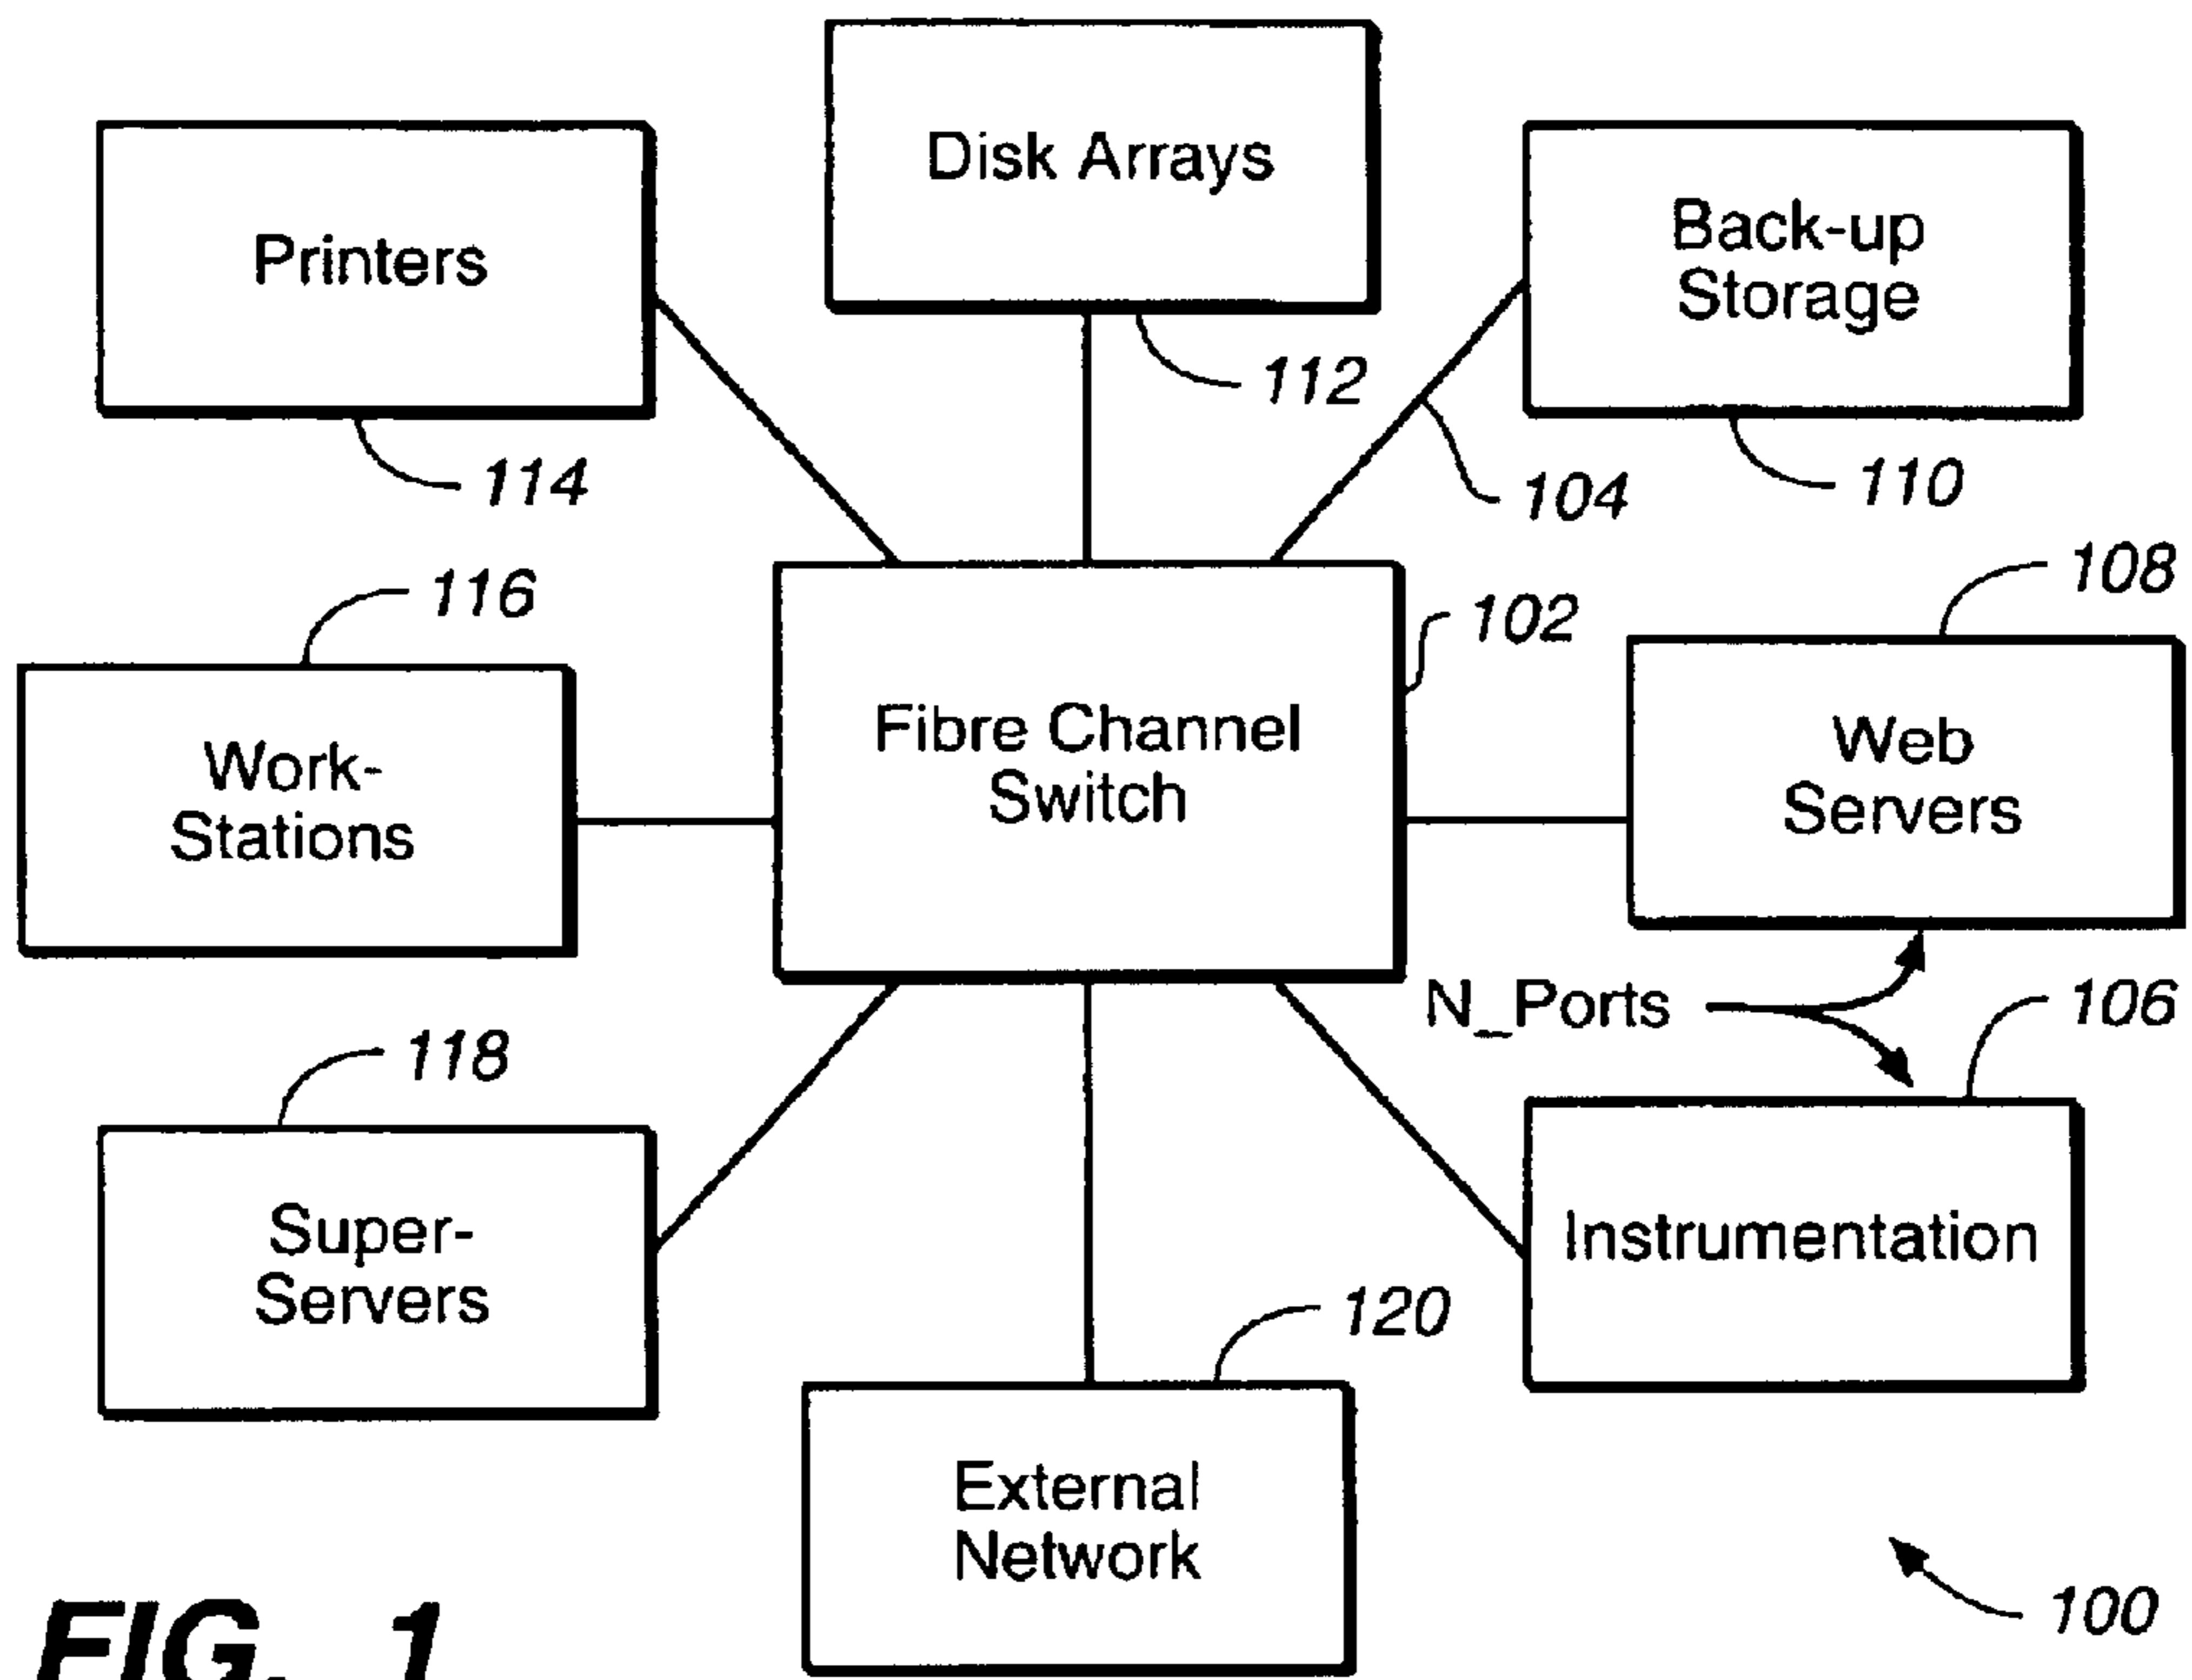 Disk Arrays
Printers
Back-up
Storage
112
114
104
110
108
116
102
Fibre Channel
Switch
Web
Servers
Work-
Stations
N_Ports
106
118
Super-
Servers
Instrumentation
120
External
Network
100
FIG. 1